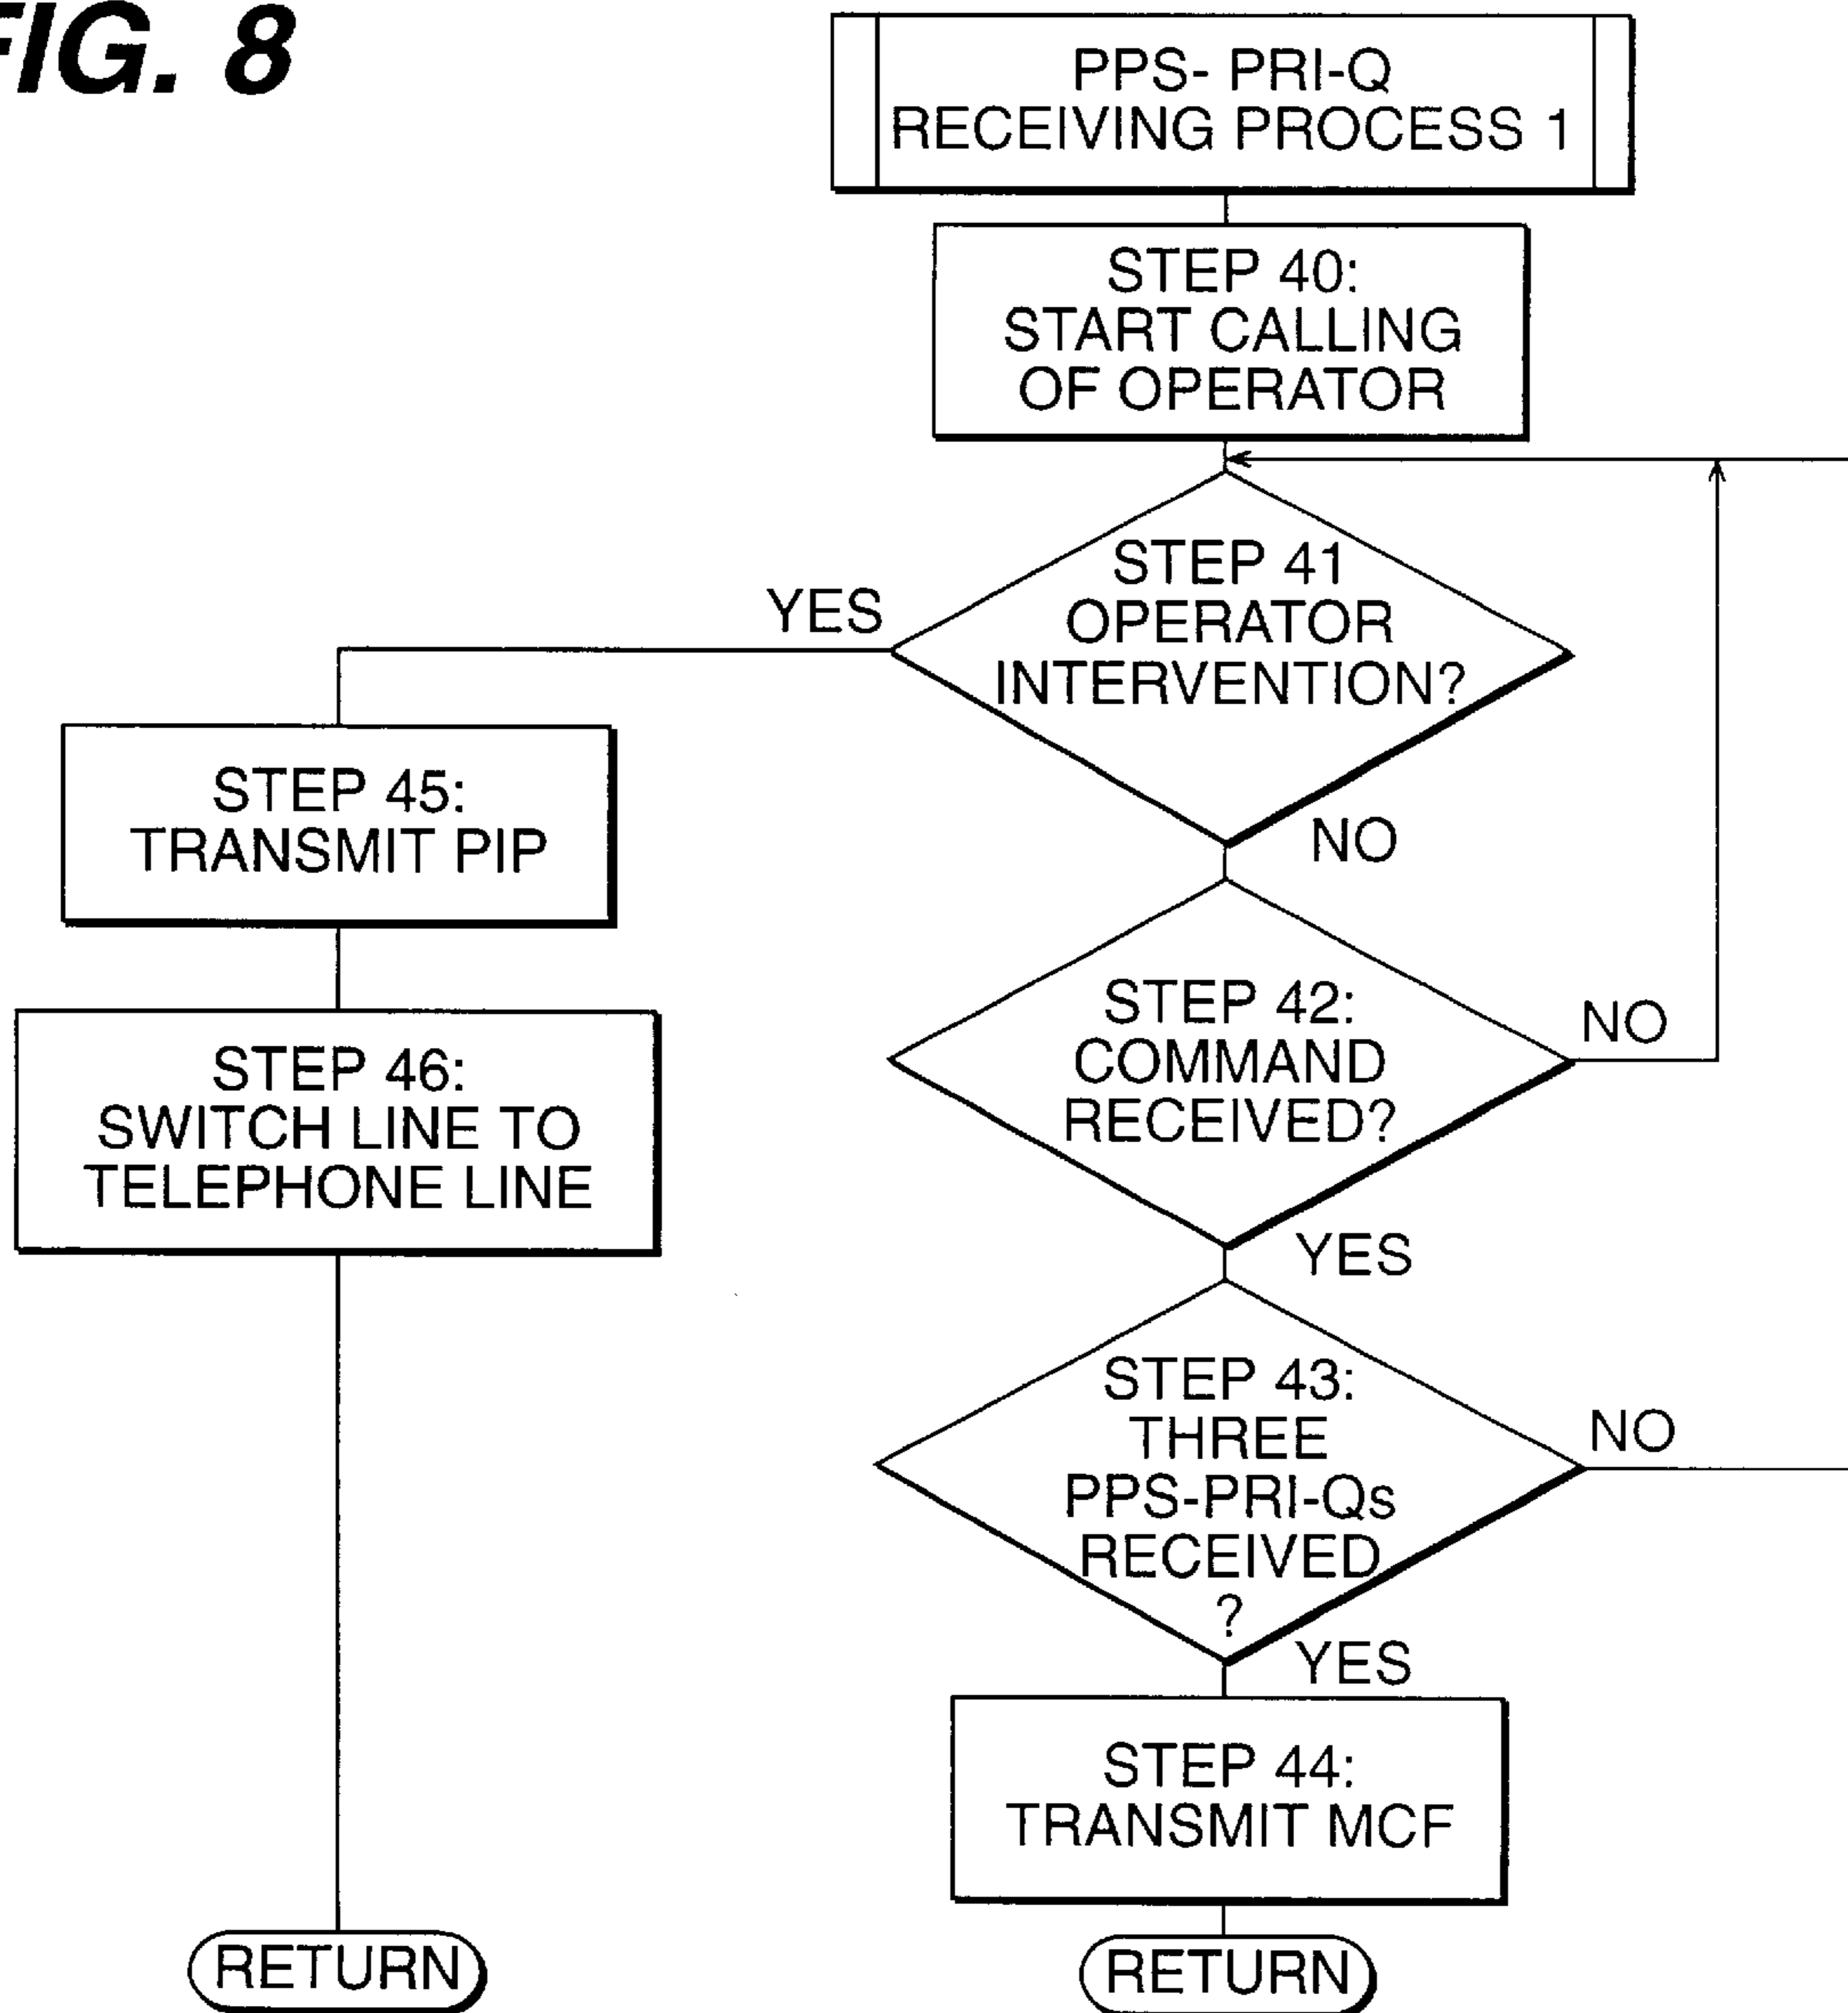 FIG. 8
PPS- PRI-Q
RECEIVING PROCESS 1
STEP 40:
START CALLING
OF OPERATOR
STEP 41
OPERATOR
INTERVENTION?
YES
NO
STEP 45:
TRANSMIT PIP
STEP 46:
SWITCH LINE TO
TELEPHONE LINE
STEP 42:
COMMAND
RECEIVED?
NO
YES
STEP 43:
THREE
PPS-PRI-Qs
RECEIVED
?
NO
YES
STEP 44:
TRANSMIT MCF
RETURN
RETURN